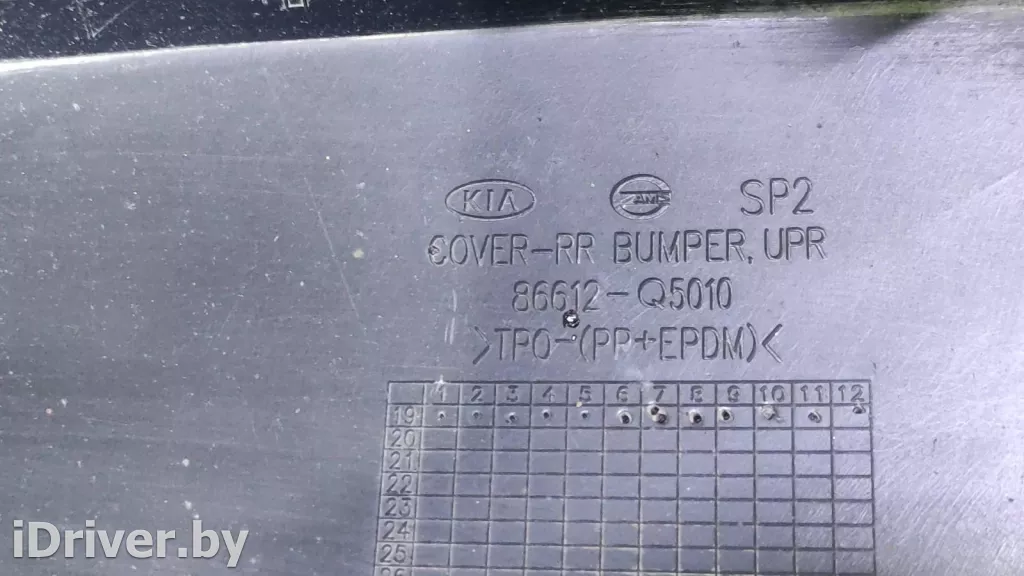 KIA SP2
COVER-RR BUMPER, UPR
86612-Q5010
>TPO-(PP+EPDM)<
1 2 3 4 5 6 7 8 9 10 11 12
19
20
21
22
23
24
25
iDriver.by